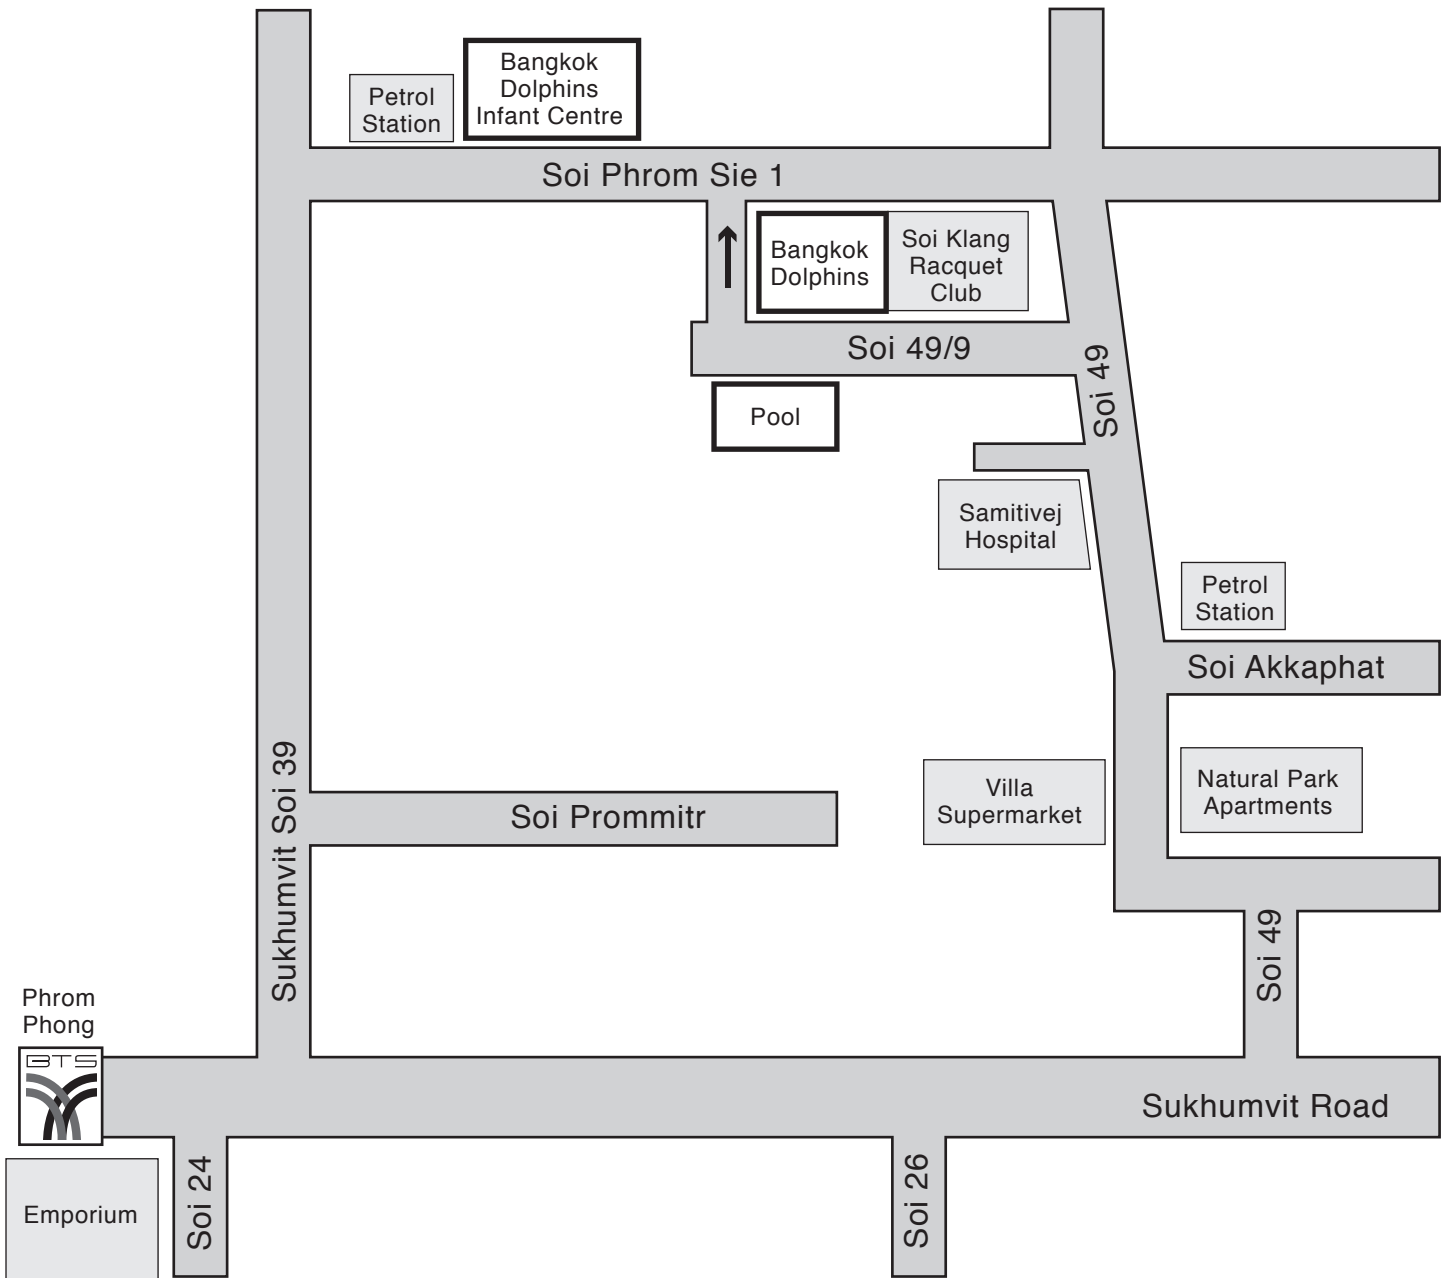 Bangkok
Dolphins
Infant Centre
Petrol
Station
Soi Phrom Sie 1
Bangkok
Dolphins
Soi Klang
Racquet
Club
Soi 49/9
Soi 49
Pool
Samitivej
Hospital
Petrol
Station
Soi Akkaphat
Sukhumvit Soi 39
Villa
Supermarket
Natural Park
Apartments
Soi Prommitr
Soi 49
Phrom
Phong
BTS
Sukhumvit Road
Emporium
Soi 24
Soi 26